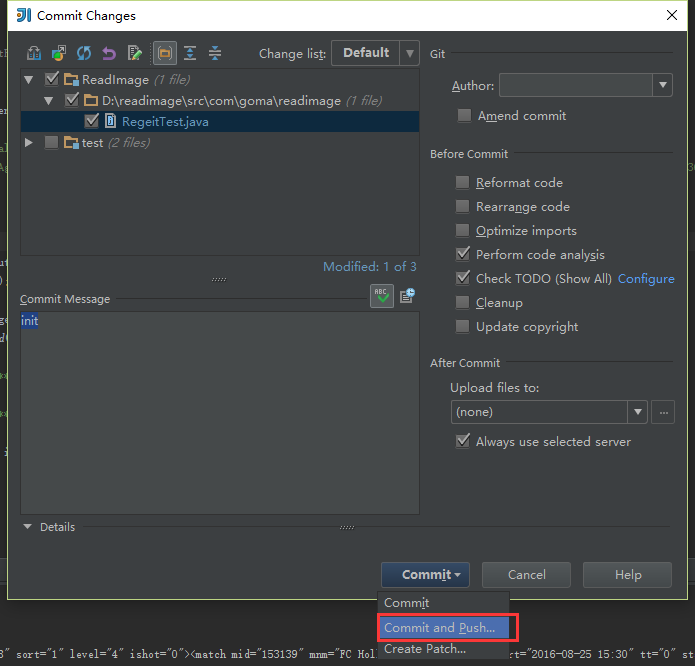 Commit Changes
Change list: Default
Git
ReadImage (1 file)
D:\readimage\src\com\goma\readimage (1 file)
RegeitTest.java
test (2 files)
Modified: 1 of 3
Author:
Amend commit
Before Commit
Reformat code
Rearrange code
Optimize imports
Perform code analysis
Check TODO (Show All) Configure
Cleanup
Update copyright
Commit Message
ABC
init
After Commit
Upload files to:
(none)
...
Always use selected server
Details
Commit
Cancel
Help
Commit
Commit and Push...
Create Patch...
sort="1" level="4" ishot="0"><match mid="153139" mnm="FC Hol
rt="2016-08-25 15:30" tt="0" st